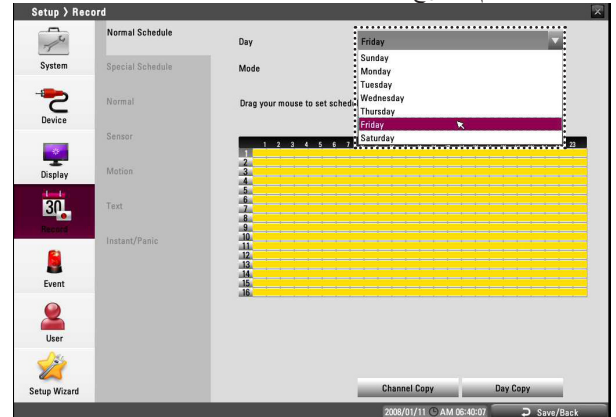 Setup > Record
Normal Schedule
Special Schedule
Normal
Sensor
Motion
Text
Instant/Panic
System
Device
Display
30
Record
Event
User
Setup Wizard
Day
Friday
Sunday
Monday
Tuesday
Wednesday
Thursday
Friday
Saturday
Mode
Drag your mouse to set schedu
1 2 3 4 5 6 7 23
1
2
3
4
5
6
7
8
9
10
11
12
13
14
15
16
Channel Copy
Day Copy
2008/01/11 AM 06:40:07
Save/Back